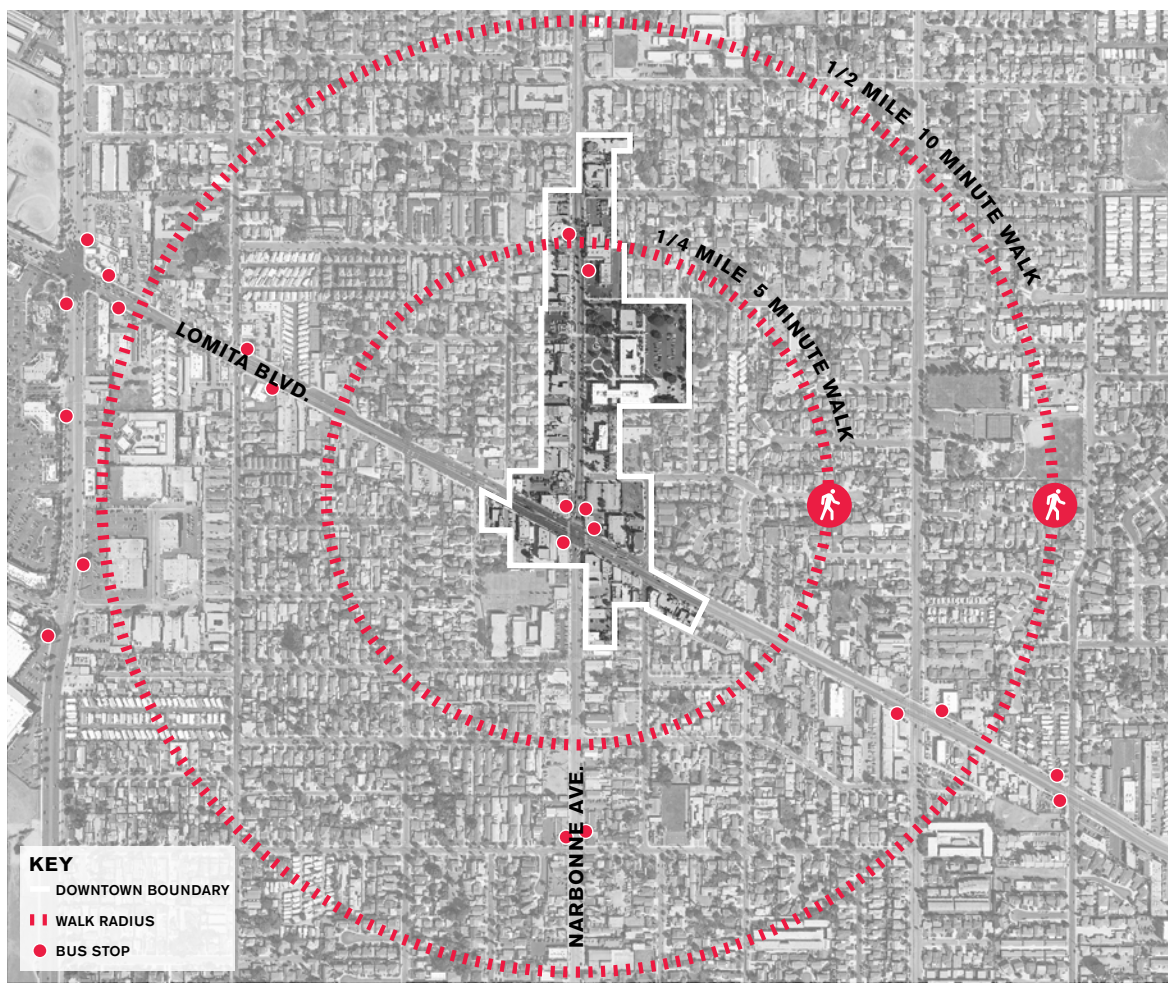 1/2 MILE 10 MINUTE WALK
1/4 MILE 5 MINUTE WALK
LOMITA BLVD.
NARBONNE AVE.
KEY
DOWNTOWN BOUNDARY
WALK RADIUS
BUS STOP